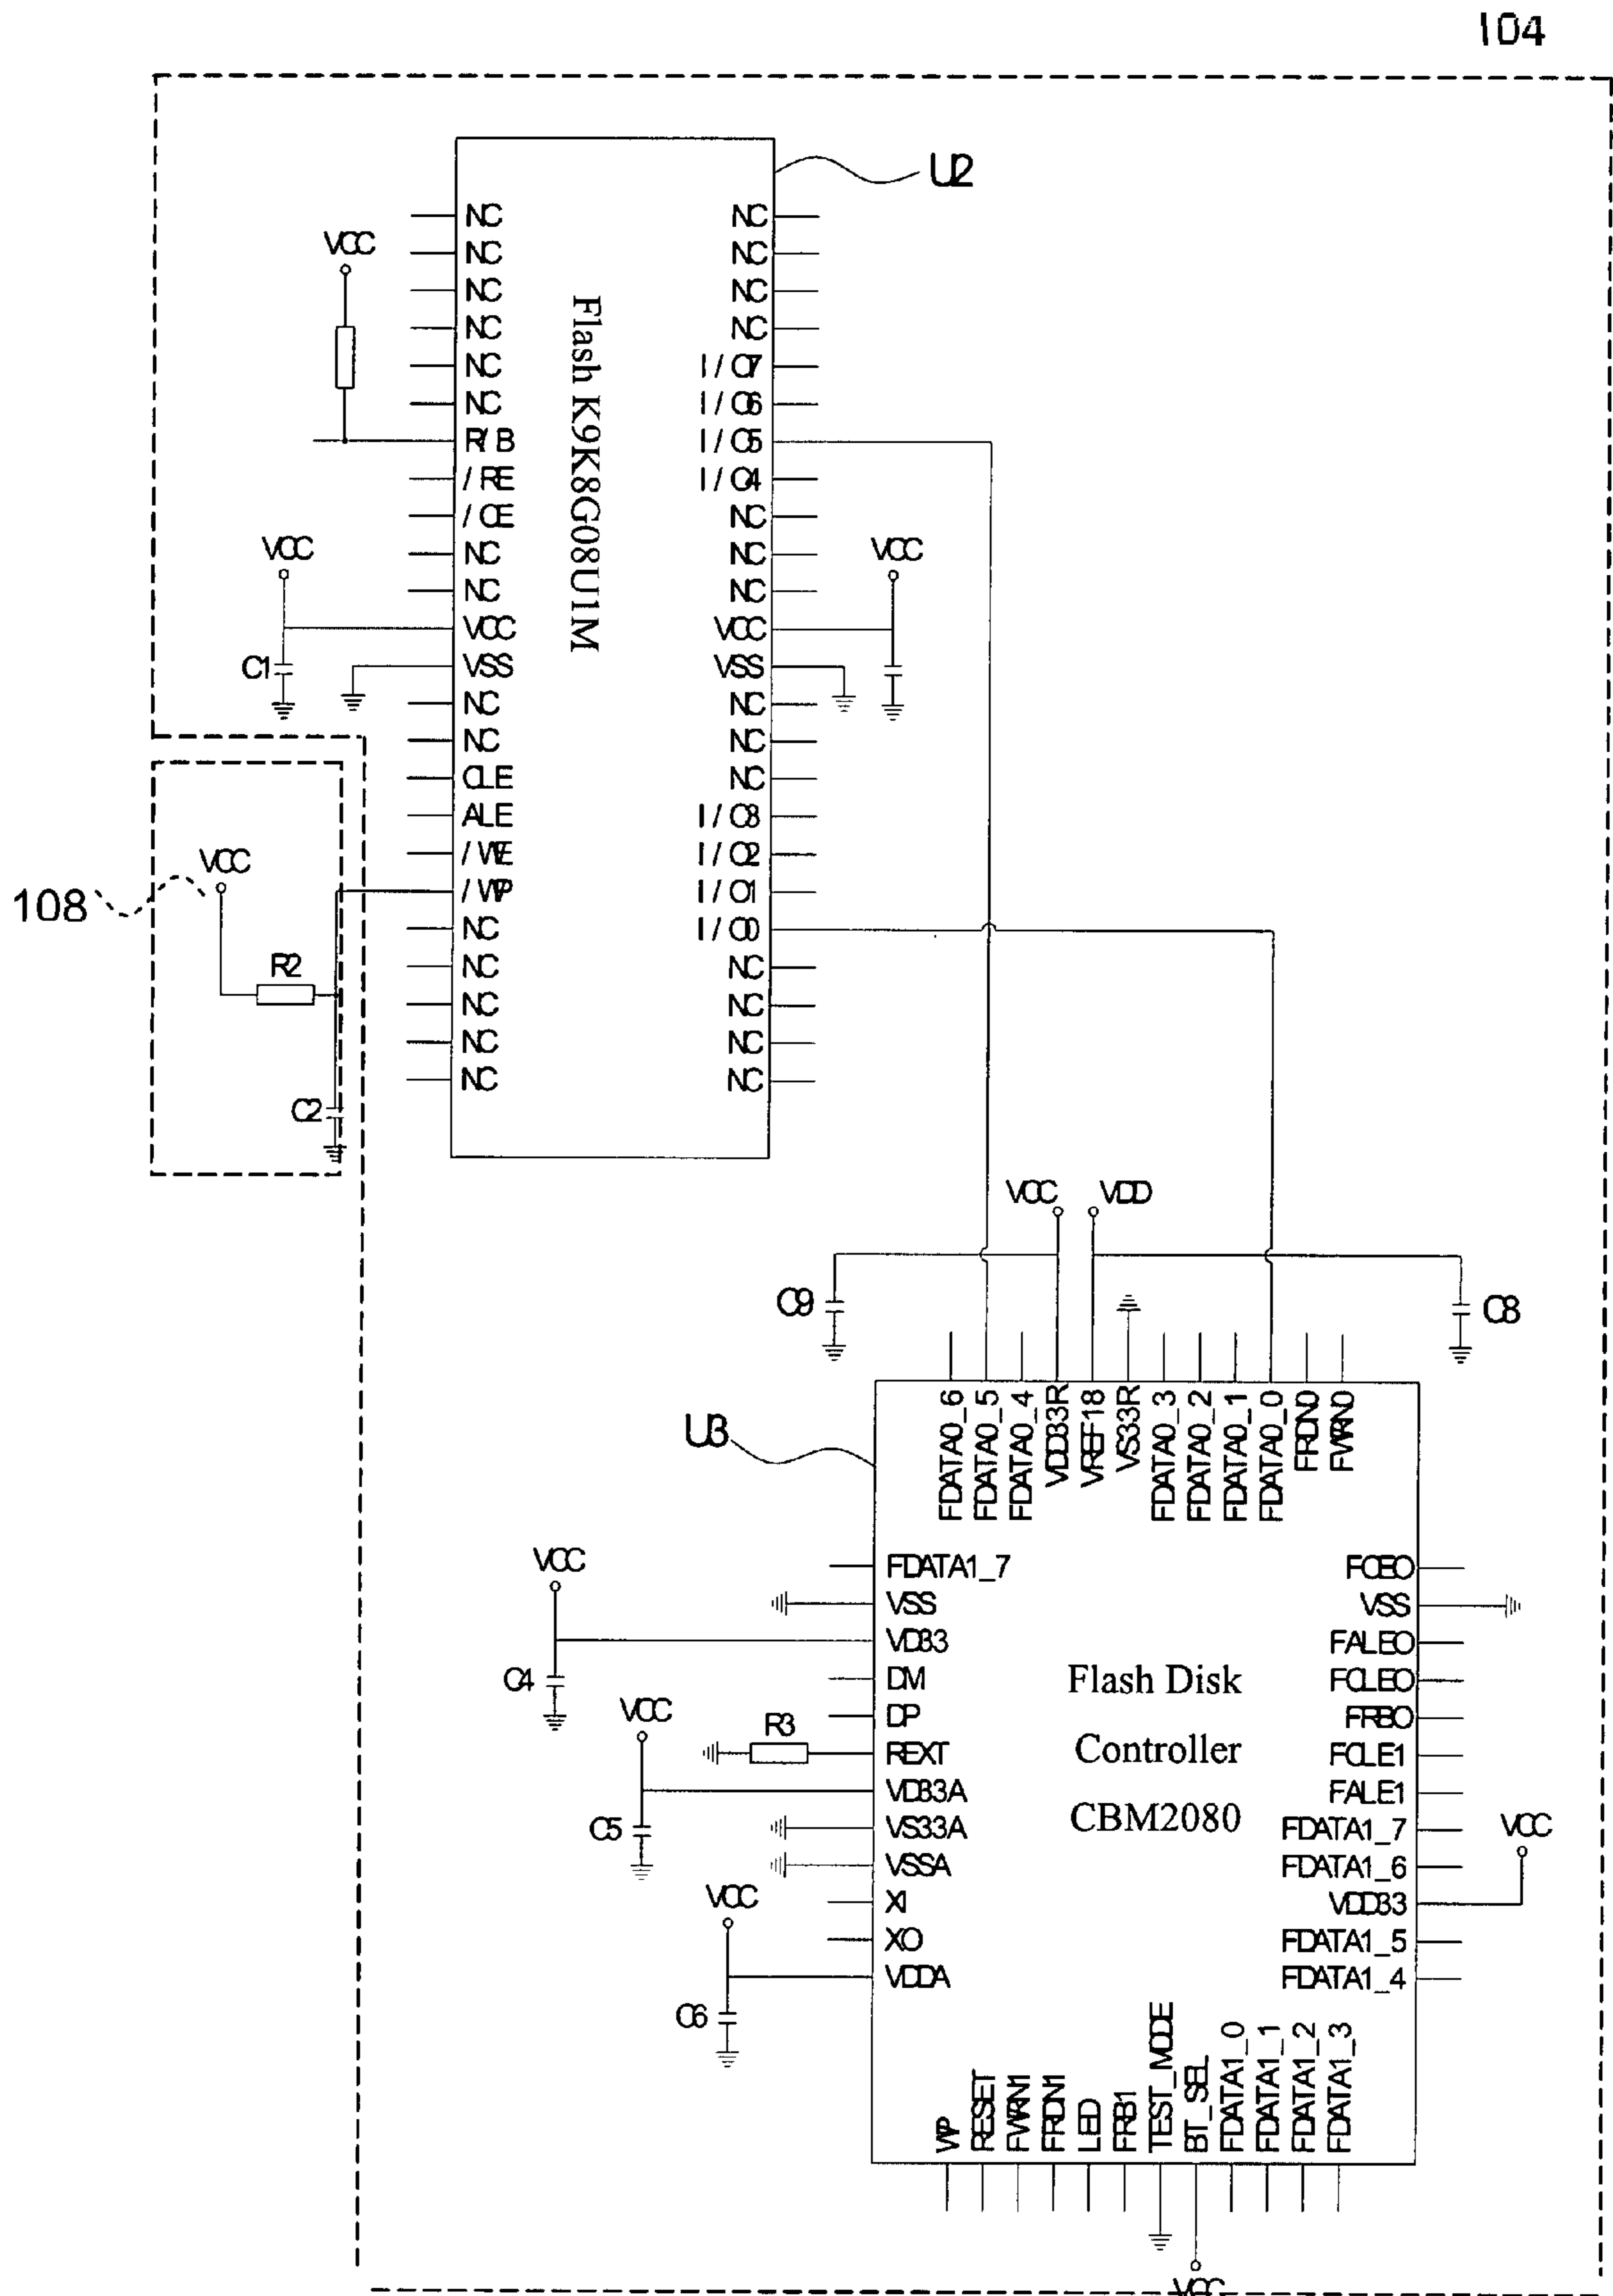 104
U2
NC NC
VCC
NC NC
NC NC
NC NC
NC I/O7
NC I/O6
R/B I/O5
/RE I/O4
/CE NC
VCC NC NC VCC
NC NC
VCC VCC
C1 VSS VSS
NC NC
NC NC
CLE NC
ALE I/O3
/WE I/O2
VCC
108 /WP I/O1
NC I/O0
R2 NC NC
NC NC
NC NC
NC NC
C2
Flash K9K8G08U1M
VCC VDD
C9 C8
U3
FDATA0_6
FDATA0_5
FDATA0_4
VDD33R
VREF18
VS33R
FDATA0_3
FDATA0_2
FDATA0_1
FDATA0_0
FRDN0
FWRN0
VCC
FDATA1_7 FCEO
VSS VSS
VD33 FALEO
C4 DM FCLEO
VCC
DP FRBO
R3
REXT FCLE1
VD33A FALE1
C5 VS33A FDATA1_7 VCC
VSSA FDATA1_6
VCC
XI VDD33
XO FDATA1_5
VDDA FDATA1_4
C6
Flash Disk
Controller
CBM2080
WP
RESET
FWRN1
FRDN1
LED
FRB1
TEST_MODE
BT_SEL
FDATA1_0
FDATA1_1
FDATA1_2
FDATA1_3
VCC